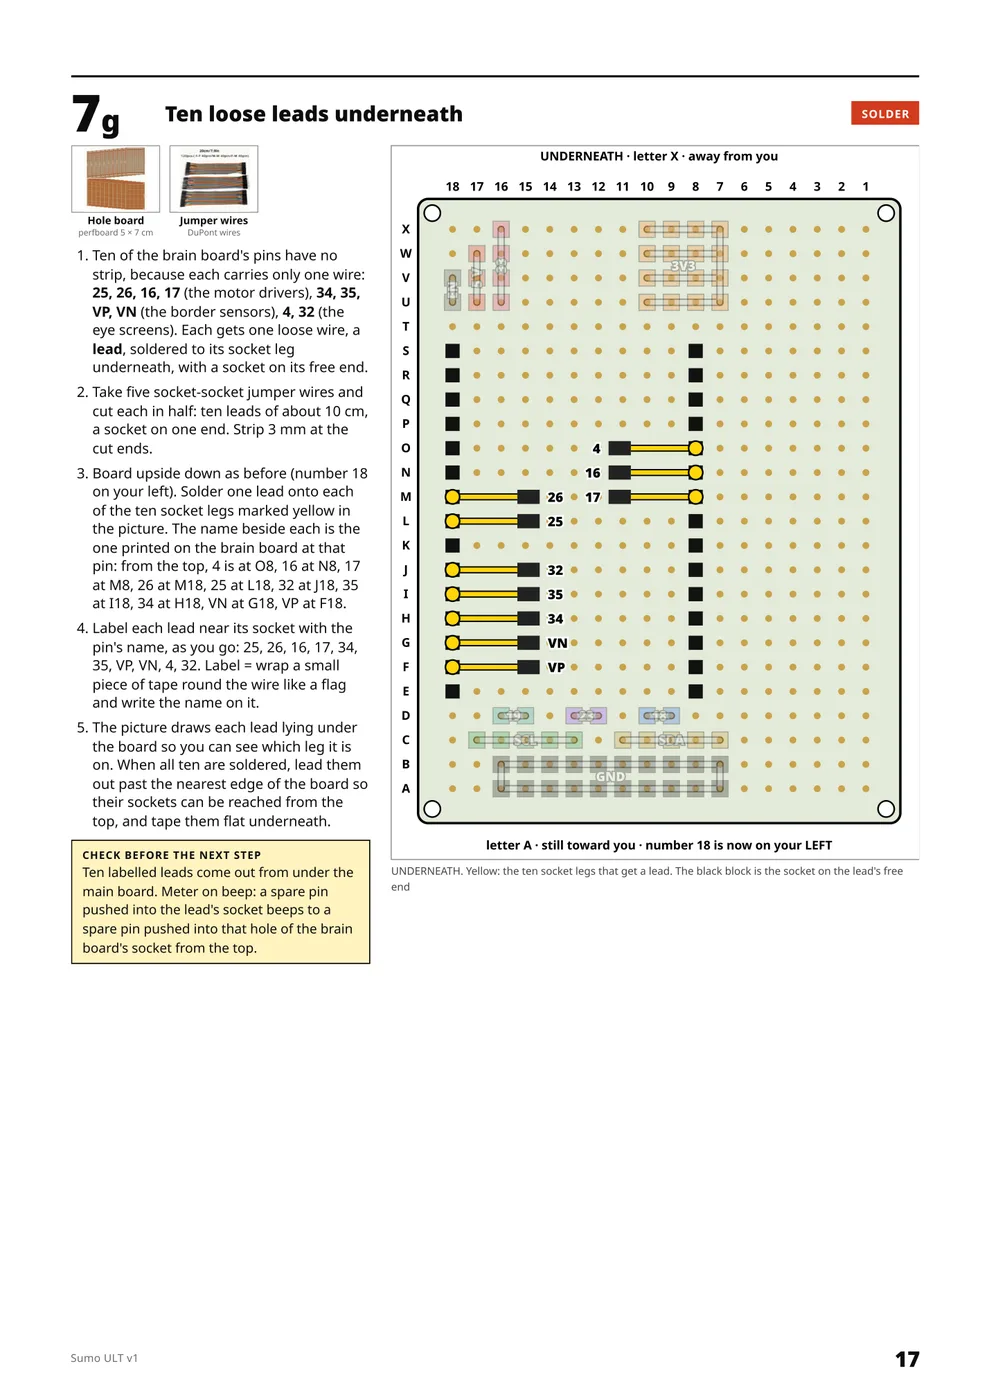 7g
Ten loose leads underneath
SOLDER
Hole board
perfboard 5 × 7 cm
Jumper wires
DuPont wires
1. Ten of the brain board's pins have no
strip, because each carries only one wire:
25, 26, 16, 17 (the motor drivers), 34, 35,
VP, VN (the border sensors), 4, 32 (the
eye screens). Each gets one loose wire, a
lead, soldered to its socket leg
underneath, with a socket on its free end.
2. Take five socket-socket jumper wires and
cut each in half: ten leads of about 10 cm,
a socket on one end. Strip 3 mm at the
cut ends.
3. Board upside down as before (number 18
on your left). Solder one lead onto each
of the ten socket legs marked yellow in
the picture. The name beside each is the
one printed on the brain board at that
pin: from the top, 4 is at O8, 16 at N8, 17
at M8, 26 at M18, 25 at L18, 32 at J18, 35
at I18, 34 at H18, VN at G18, VP at F18.
4. Label each lead near its socket with the
pin's name, as you go: 25, 26, 16, 17, 34,
35, VP, VN, 4, 32. Label = wrap a small
piece of tape round the wire like a flag
and write the name on it.
5. The picture draws each lead lying under
the board so you can see which leg it is
on. When all ten are soldered, lead them
out past the nearest edge of the board so
their sockets can be reached from the
top, and tape them flat underneath.
CHECK BEFORE THE NEXT STEP
Ten labelled leads come out from under the
main board. Meter on beep: a spare pin
pushed into the lead's socket beeps to a
spare pin pushed into that hole of the brain
board's socket from the top.
UNDERNEATH · letter X · away from you
18 17 16 15 14 13 12 11 10 9 8 7 6 5 4 3 2 1
X
W
3V3
V
U
T
S
R
Q
P
O 4
N 16
M 26 17
L 25
K
J 32
I 35
H 34
G VN
F VP
E
D
C SCL SDA
B
GND
A
letter A · still toward you · number 18 is now on your LEFT
UNDERNEATH. Yellow: the ten socket legs that get a lead. The black block is the socket on the lead's free
end
Sumo ULT v1
17